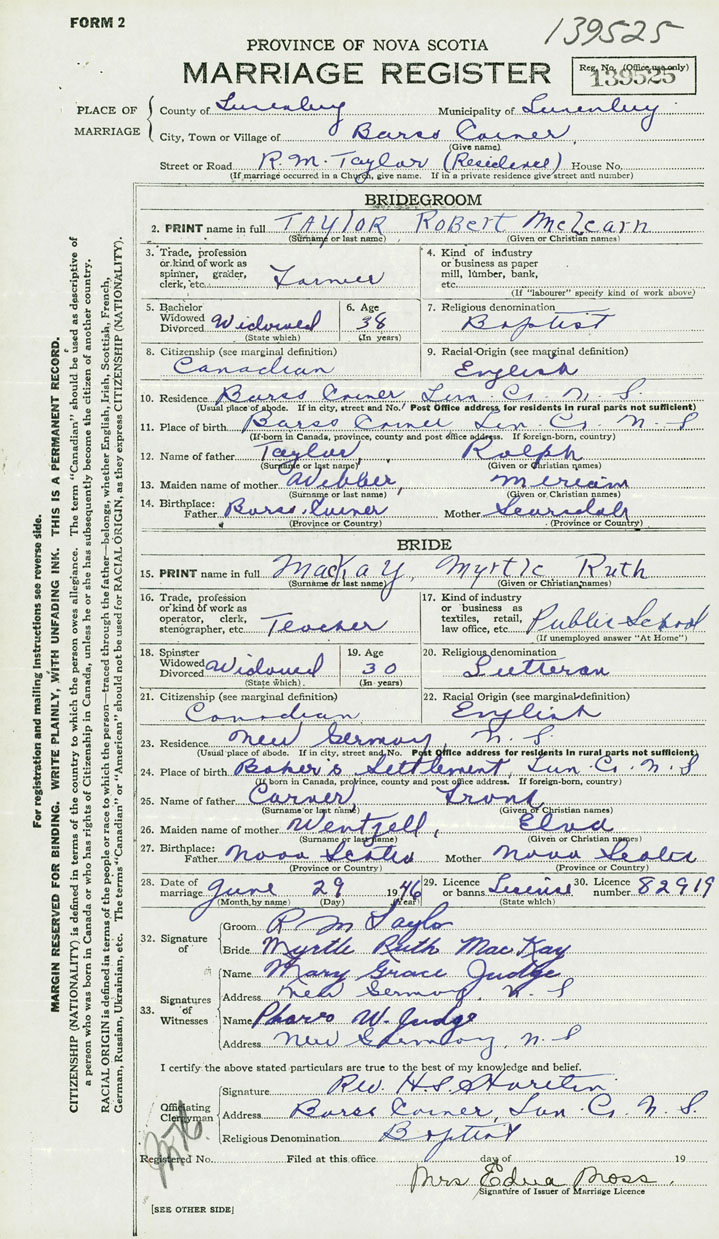 FORM 2
139525
PROVINCE OF NOVA SCOTIA
MARRIAGE REGISTER
Reg. No. (Office use only)
139525
PLACE OF MARRIAGE
County of Lunenburg Municipality of Lunenburg
City, Town or Village of Barss Corner
(Give name)
Street or Road R. M. Taylor (Residence) House No.
(If marriage occurred in a Church, give name. If in a private residence give street and number)
BRIDEGROOM
2. PRINT name in full TAYLOR Robert McLearn
(Surname or last name) (Given or Christian names)
3. Trade, profession or kind of work as spinner, grader, clerk, etc. Farmer
4. Kind of industry or business as paper mill, lumber, bank, etc.
(If "labourer" specify kind of work above)
5. Bachelor Widowed Divorced Widowed
(State which)
6. Age 38
(In years)
7. Religious denomination
Baptist
8. Citizenship (see marginal definition)
Canadian
9. Racial Origin (see marginal definition)
English
10. Residence Barss Corner Lun. Co. N. S.
(Usual place of abode. If in city, street and No. Post Office address for residents in rural parts not sufficient)
11. Place of birth Barss Corner Lun. Co. N. S
(If born in Canada, province, county and post office address. If foreign-born, country)
12. Name of father Taylor, Ralph
(Surname or last name) (Given or Christian names)
13. Maiden name of mother Webber, Miriam
(Surname or last name) (Given or Christian names)
14. Birthplace: Father Barss Corner Mother
(Province or Country) (Province or Country)
BRIDE
15. PRINT name in full MacKay, Myrtle Ruth
(Surname or last name) (Given or Christian names)
16. Trade, profession or kind of work as operator, clerk, stenographer, etc. Teacher
17. Kind of industry or business as textiles, retail, law office, etc. Public School
(If unemployed answer "At Home")
18. Spinster Widowed Divorced Widowed
(State which)
19. Age 30
(In years)
20. Religious denomination
Lutheran
21. Citizenship (see marginal definition)
Canadian
22. Racial Origin (see marginal definition)
English
23. Residence New Germany, N. S
(Usual place of abode. If in city, street and No. Post Office address for residents in rural parts not sufficient)
24. Place of birth Baker's Settlement, Lun. Co. N. S
(If born in Canada, province, county and post office address. If foreign-born, country)
25. Name of father Carver, Frank
(Surname or last name) (Given or Christian names)
26. Maiden name of mother Wentzell, Elva
(Surname or last name) (Given or Christian names)
27. Birthplace: Father Nova Scotia Mother Nova Scotia
(Province or Country) (Province or Country)
28. Date of marriage June 29 1946
(Month, by name) (Day) (Year)
29. Licence or banns License
(State which)
30. Licence number 82919
32. Signature of
Groom R M Taylor
Bride Myrtle Ruth MacKay
33. Signatures of Witnesses
Name Mary Grace Judge
Address New Germany, N. S
Name Pharo W. Judge
Address New Germany, N. S
I certify the above stated particulars are true to the best of my knowledge and belief.
Officiating Clergyman
Signature Rev. H. S.
Address Barss Corner, Lun. Co. N. S.
Religious Denomination Baptist
Registered No. Filed at this office day of 19
Mrs Edna Moss
Signature of Issuer of Marriage Licence
[SEE OTHER SIDE]
For registration and mailing instructions see reverse side.
MARGIN RESERVED FOR BINDING. WRITE PLAINLY, WITH UNFADING INK. THIS IS A PERMANENT RECORD.
CITIZENSHIP (NATIONALITY) is defined in terms of the country to which the person owes allegiance. The term "Canadian" should be used as descriptive of
a person who was born in Canada or who has rights of Citizenship in Canada, unless he or she has subsequently become the citizen of another country.
RACIAL ORIGIN is defined in terms of the people or race to which the person—traced through the father—belongs, whether English, Irish, Scottish, French,
German, Russian, Ukrainian, etc. The terms "Canadian" or "American" should not be used for RACIAL ORIGIN, as they express CITIZENSHIP (NATIONALITY).